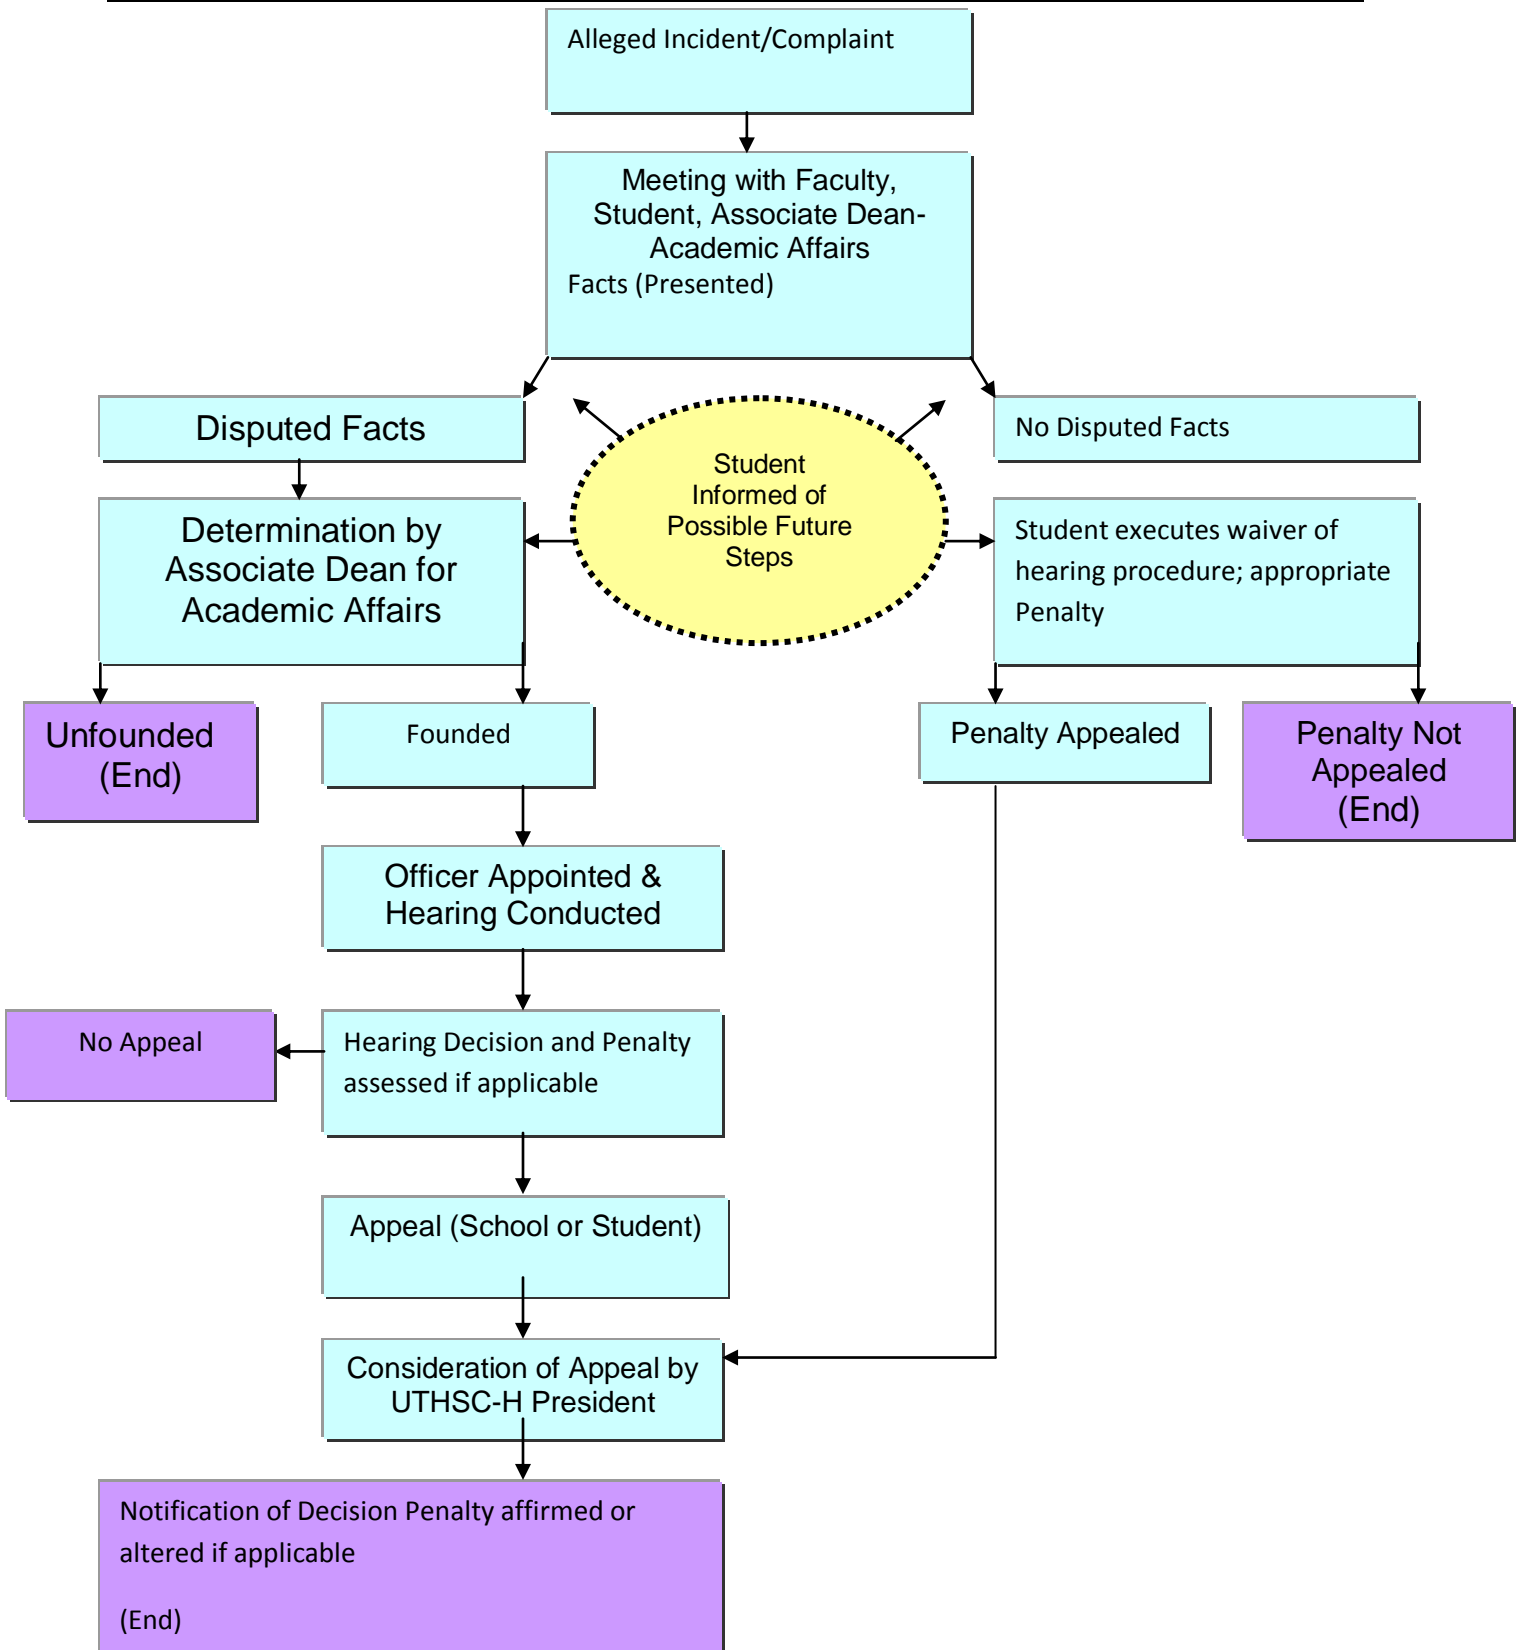 Alleged Incident/Complaint
Meeting with Faculty,
Student, Associate Dean-
Academic Affairs
Facts (Presented)
Disputed Facts
No Disputed Facts
Student
Informed of
Possible Future
Steps
Determination by
Associate Dean for
Academic Affairs
Student executes waiver of
hearing procedure; appropriate
Penalty
Unfounded
(End)
Founded
Penalty Appealed
Penalty Not
Appealed
(End)
Officer Appointed &
Hearing Conducted
No Appeal
Hearing Decision and Penalty
assessed if applicable
Appeal (School or Student)
Consideration of Appeal by
UTHSC-H President
Notification of Decision Penalty affirmed or
altered if applicable
(End)